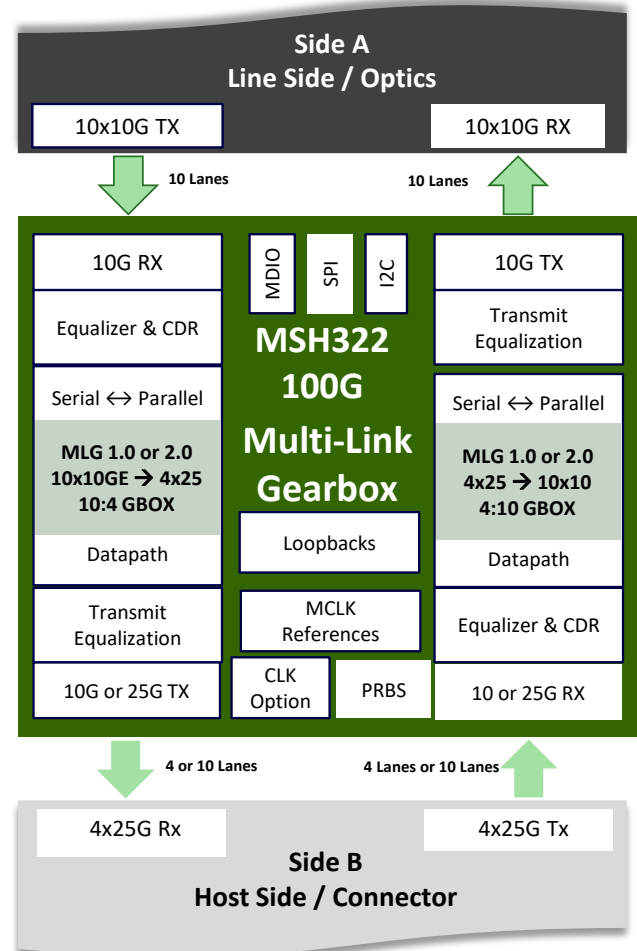 Side A
Line Side / Optics
10x10G TX
10x10G RX
10 Lanes
10 Lanes
10G RX
Equalizer & CDR
Serial ↔ Parallel
MLG 1.0 or 2.0
10x10GE → 4x25
10:4 GBOX
Datapath
Transmit
Equalization
10G or 25G TX
MDIO
SPI
I2C
MSH322
100G
Multi-Link
Gearbox
Loopbacks
MCLK
References
CLK
Option
PRBS
10G TX
Transmit
Equalization
Serial ↔ Parallel
MLG 1.0 or 2.0
4x25 → 10x10
4:10 GBOX
Datapath
Equalizer & CDR
10 or 25G RX
4 or 10 Lanes
4 Lanes or 10 Lanes
4x25G Rx
4x25G Tx
Side B
Host Side / Connector